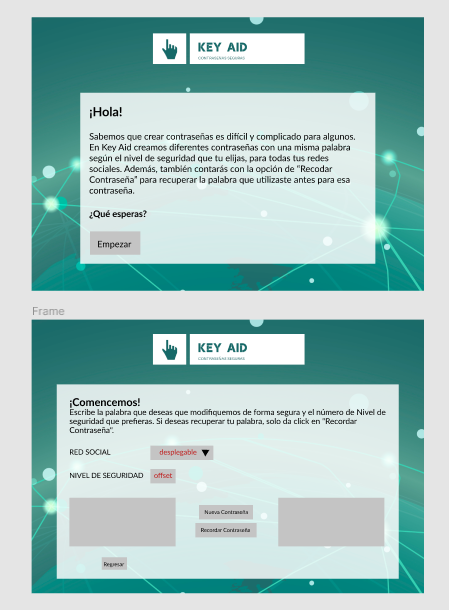 KEY AID
CONTRASEÑAS SEGURAS
¡Hola!
Sabemos que crear contraseñas es difícil y complicado para algunos.
En Key Aid creamos diferentes contraseñas con una misma palabra
según el nivel de seguridad que tu elijas, para todas tus redes
sociales. Además, también contarás con la opción de “Recodar
Contraseña” para recuperar la palabra que utilizaste antes para esa
contraseña.
¿Qué esperas?
Empezar
Frame
KEY AID
CONTRASEÑAS SEGURAS
¡Comencemos!
Escribe la palabra que deseas que modifiquemos de forma segura y el número de Nivel de
seguridad que prefieras. Si deseas recuperar tu palabra, solo da click en “Recordar
Contraseña”.
RED SOCIAL
desplegable
NIVEL DE SEGURIDAD
offset
Nueva Contraseña
Recordar Contraseña
Regresar